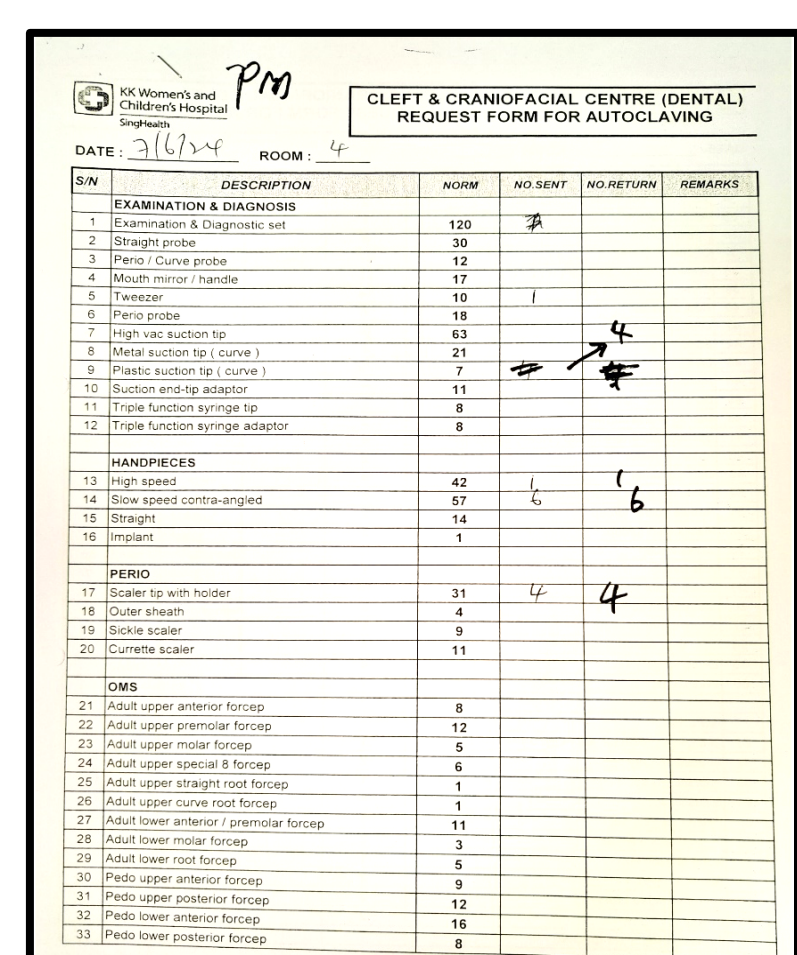 PM
KK Women's and
Children's Hospital
SingHealth
CLEFT & CRANIOFACIAL CENTRE (DENTAL)
REQUEST FORM FOR AUTOCLAVING
DATE : 7/6/24 ROOM : 4
S/N DESCRIPTION NORM NO.SENT NO.RETURN REMARKS
EXAMINATION & DIAGNOSIS
1 Examination & Diagnostic set 120
2 Straight probe 30
3 Perio / Curve probe 12
4 Mouth mirror / handle 17
5 Tweezer 10 1
6 Perio probe 18
7 High vac suction tip 63 4
8 Metal suction tip ( curve ) 21
9 Plastic suction tip ( curve ) 7
10 Suction end-tip adaptor 11
11 Triple function syringe tip 8
12 Triple function syringe adaptor 8
HANDPIECES
13 High speed 42 1 1
14 Slow speed contra-angled 57 6 6
15 Straight 14
16 Implant 1
PERIO
17 Scaler tip with holder 31 4 4
18 Outer sheath 4
19 Sickle scaler 9
20 Currette scaler 11
OMS
21 Adult upper anterior forcep 8
22 Adult upper premolar forcep 12
23 Adult upper molar forcep 5
24 Adult upper special 8 forcep 6
25 Adult upper straight root forcep 1
26 Adult upper curve root forcep 1
27 Adult lower anterior / premolar forcep 11
28 Adult lower molar forcep 3
29 Adult lower root forcep 5
30 Pedo upper anterior forcep 9
31 Pedo upper posterior forcep 12
32 Pedo lower anterior forcep 16
33 Pedo lower posterior forcep 8